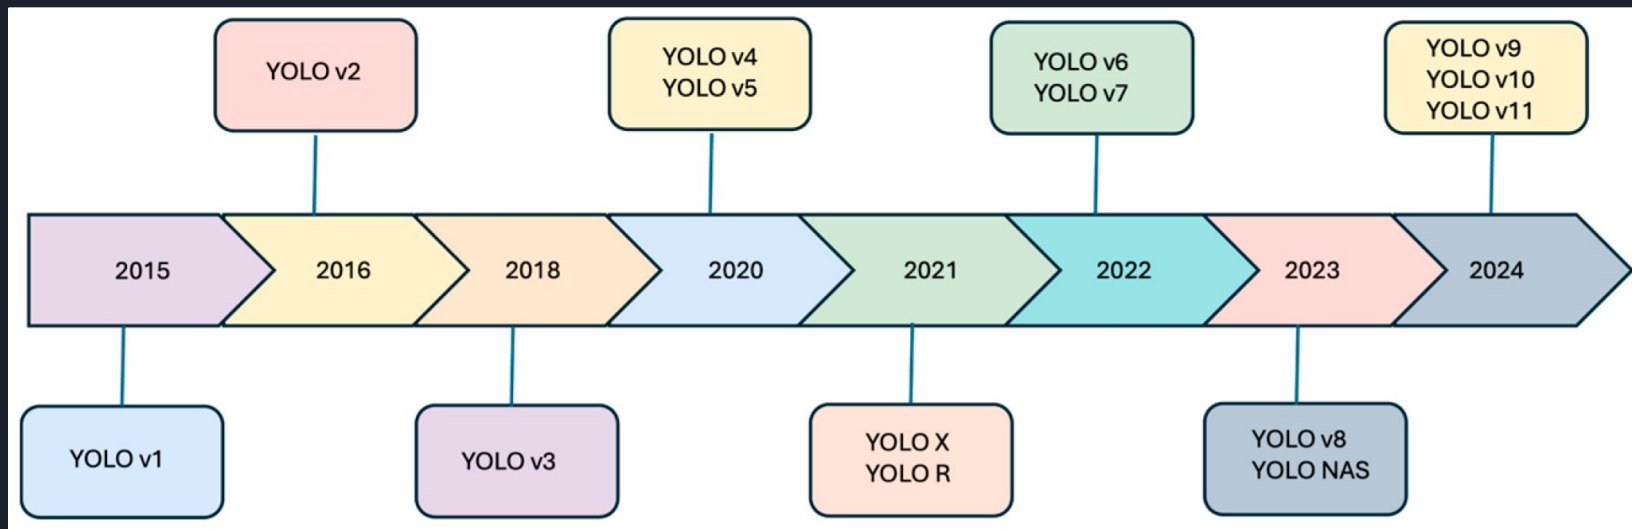 YOLO v2
YOLO v4
YOLO v5
YOLO v6
YOLO v7
YOLO v9
YOLO v10
YOLO v11
2015
2016
2018
2020
2021
2022
2023
2024
YOLO v1
YOLO v3
YOLO X
YOLO R
YOLO v8
YOLO NAS